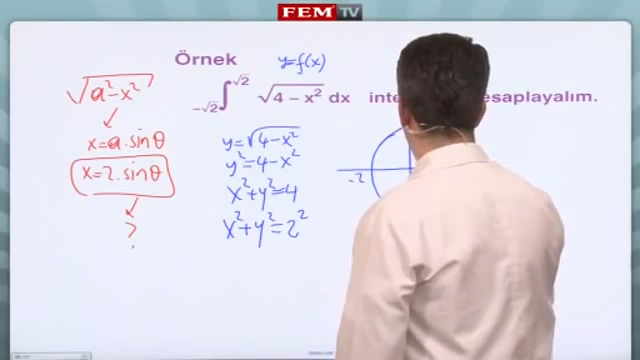 FEM TV
Örnek
y=f(x)
√a²-x²
x=a.sinθ
x=2.sinθ
?
-√2∫√2 √4 – x² dx inte esaplayalım.
y=√4-x²
y²=4-x²
x²+y²=4
x²+y²=2²
-2